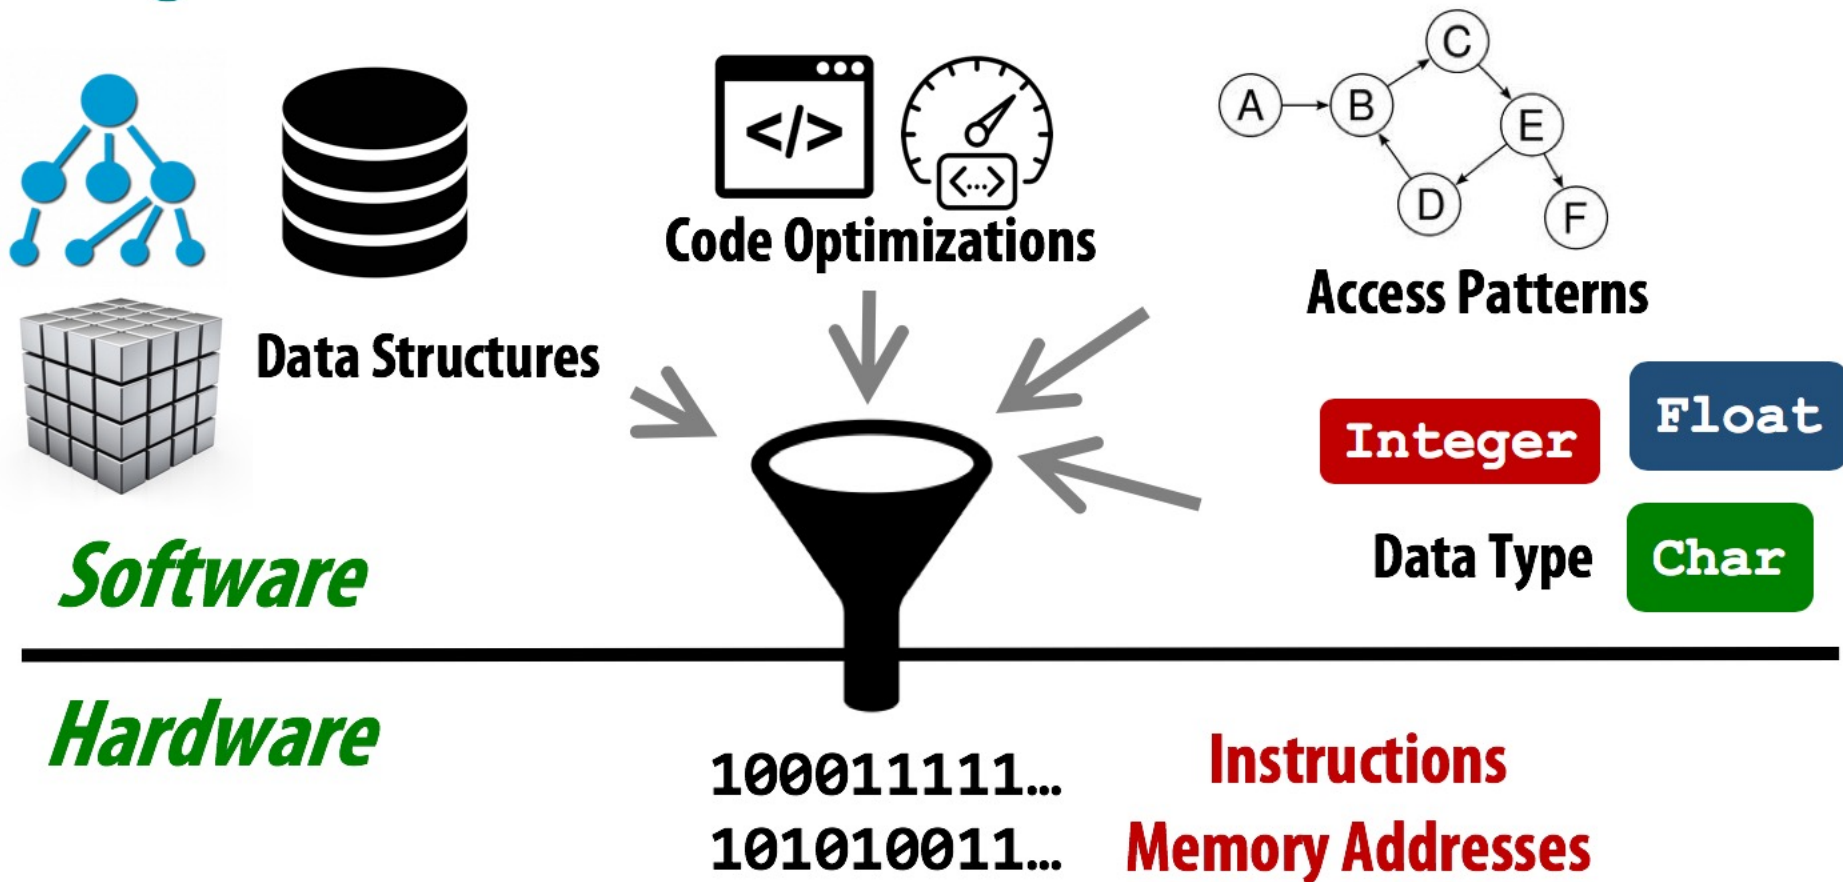 C
A
B
E
D
F
</>
<...>
Code Optimizations
Access Patterns
Data Structures
Integer
Float
Data Type
Char
Software
Hardware
100011111...
Instructions
101010011...
Memory Addresses